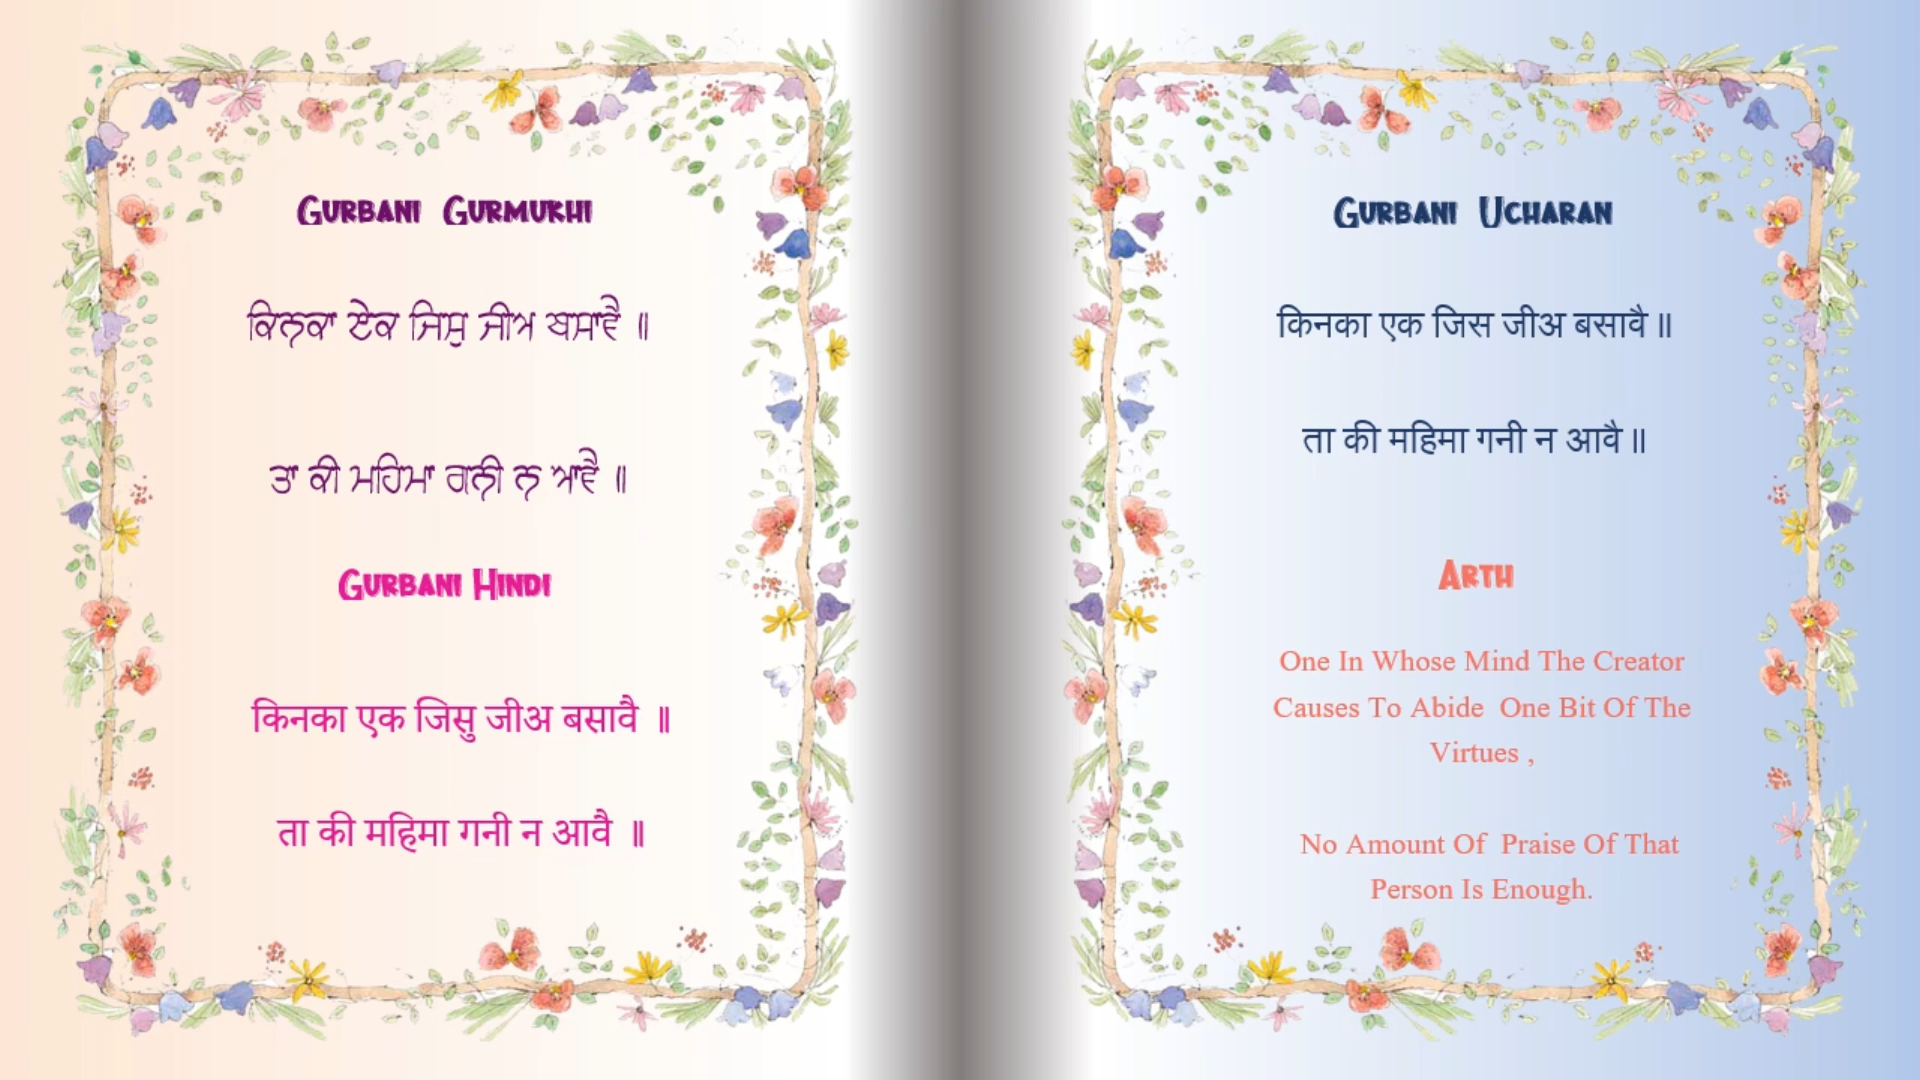 Gurbani Gurmukhi
ਕਿਨਕਾ ਏਕ ਜਿਸੁ ਜੀਅ ਬਸਾਵੈ ॥
ਤਾ ਕੀ ਮਹਿਮਾ ਗਨੀ ਨ ਆਵੈ ॥
Gurbani Hindi
किनका एक जिसु जीअ बसावै ॥
ता की महिमा गनी न आवै ॥
Gurbani Ucharan
किनका एक जिस जीअ बसावै ॥
ता की महिमा गनी न आवै ॥
Arth
One In Whose Mind The Creator
Causes To Abide One Bit Of The
Virtues ,
No Amount Of Praise Of That
Person Is Enough.